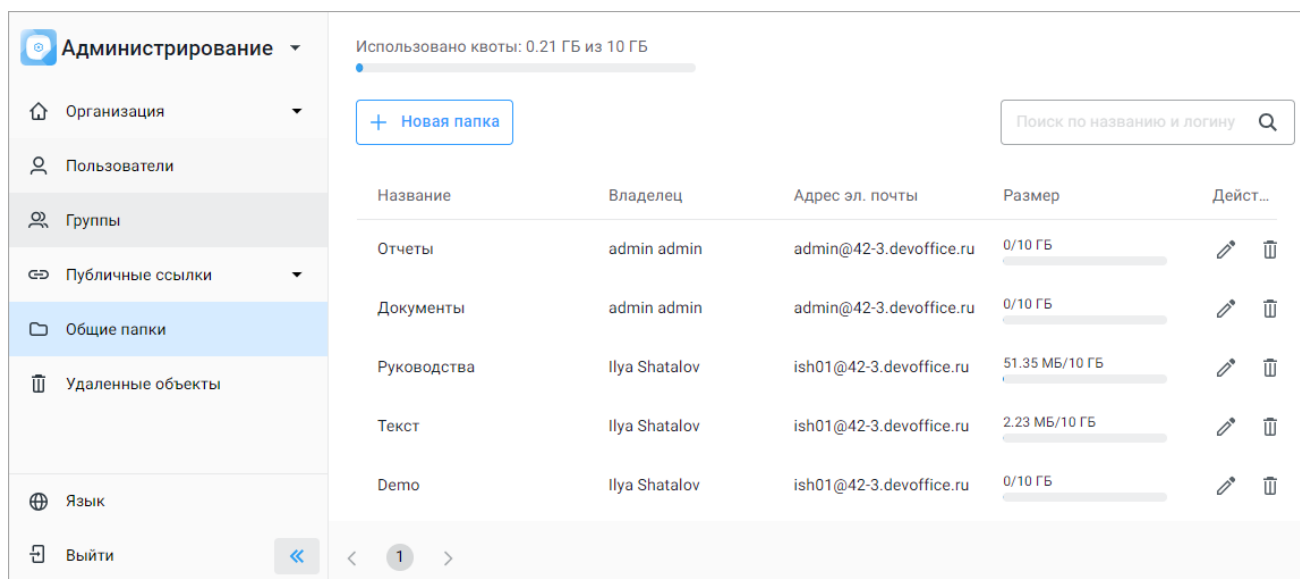 Администрирование
Организация
Пользователи
Группы
Публичные ссылки
Общие папки
Удаленные объекты
Язык
Выйти
Использовано квоты: 0.21 ГБ из 10 ГБ
Новая папка
Поиск по названию и логину
Название Владелец Адрес эл. почты Размер Дейст...
Отчеты admin admin admin@42-3.devoffice.ru 0/10 ГБ
Документы admin admin admin@42-3.devoffice.ru 0/10 ГБ
Руководства Ilya Shatalov ish01@42-3.devoffice.ru 51.35 МБ/10 ГБ
Текст Ilya Shatalov ish01@42-3.devoffice.ru 2.23 МБ/10 ГБ
Demo Ilya Shatalov ish01@42-3.devoffice.ru 0/10 ГБ
1